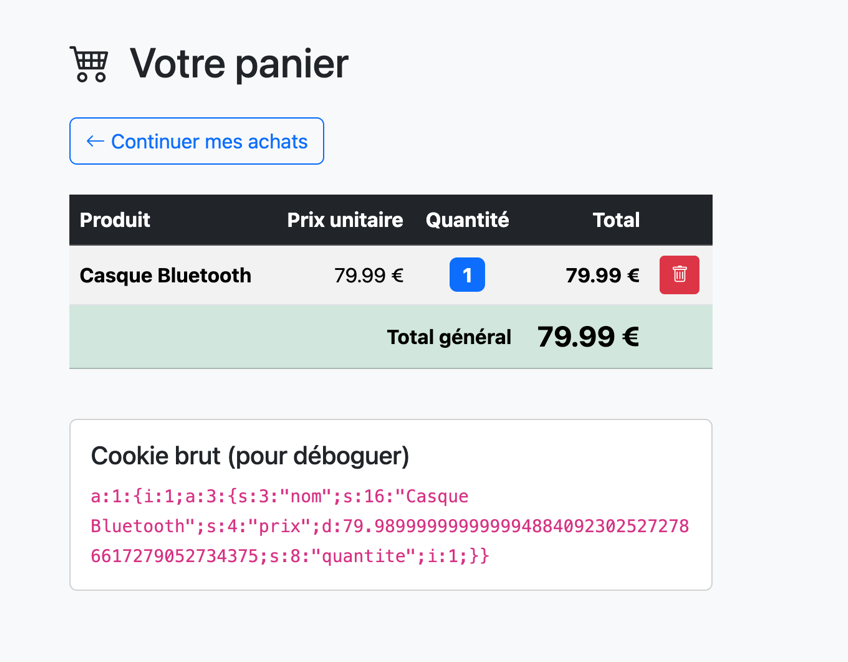 Votre panier
← Continuer mes achats
Produit Prix unitaire Quantité Total
Casque Bluetooth 79.99 € 1 79.99 €
Total général 79.99 €
Cookie brut (pour déboguer)
a:1:{i:1;a:3:{s:3:"nom";s:16:"Casque
Bluetooth";s:4:"prix";d:79.9899999999999948840923025272786617279052734375;s:8:"quantite";i:1;}}